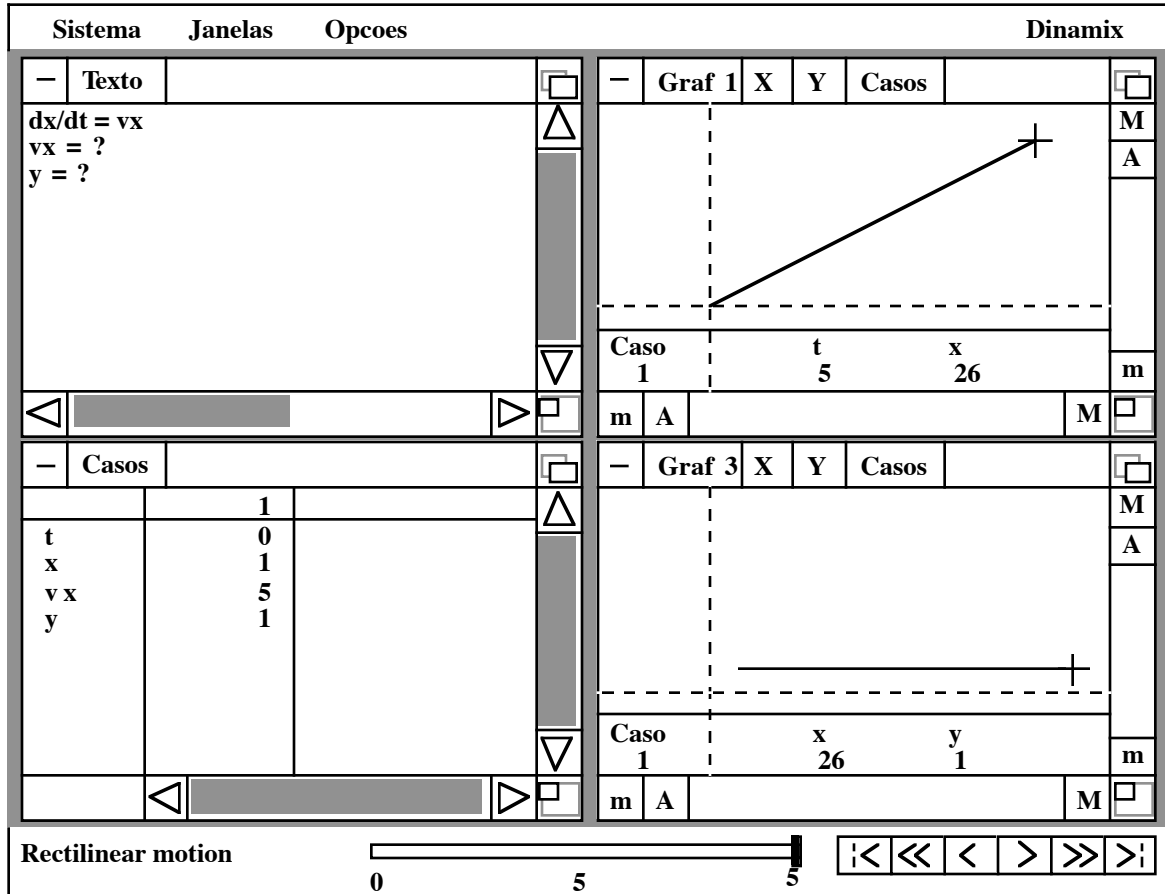 Sistema Janelas Opcoes Dinamix
Texto
dx/dt = vx
vx = ?
y = ?
Graf 1 X Y Casos
M
A
Caso t x
1 5 26
m
m A M
Casos
1
t 0
x 1
v x 5
y 1
Graf 3 X Y Casos
M
A
Caso x y
1 26 1
m
m A M
Rectilinear motion
0 5 5